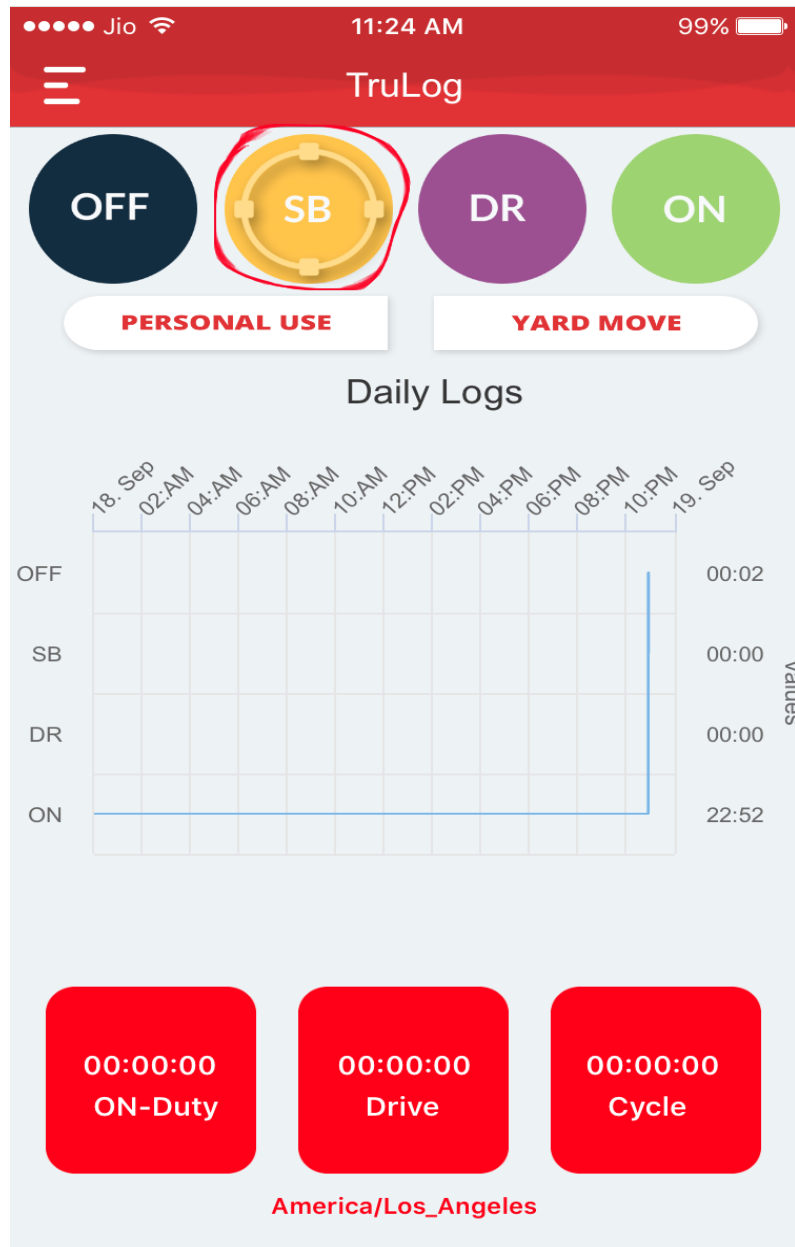 Jio 11:24 AM 99%
TruLog
OFF SB DR ON
PERSONAL USE YARD MOVE
Daily Logs
18. Sep 02:AM 04:AM 06:AM 08:AM 10:AM 12:PM 02:PM 04:PM 06:PM 08:PM 10:PM 19. Sep
OFF 00:02
SB 00:00
values
DR 00:00
ON 22:52
00:00:00 00:00:00 00:00:00
ON-Duty Drive Cycle
America/Los_Angeles